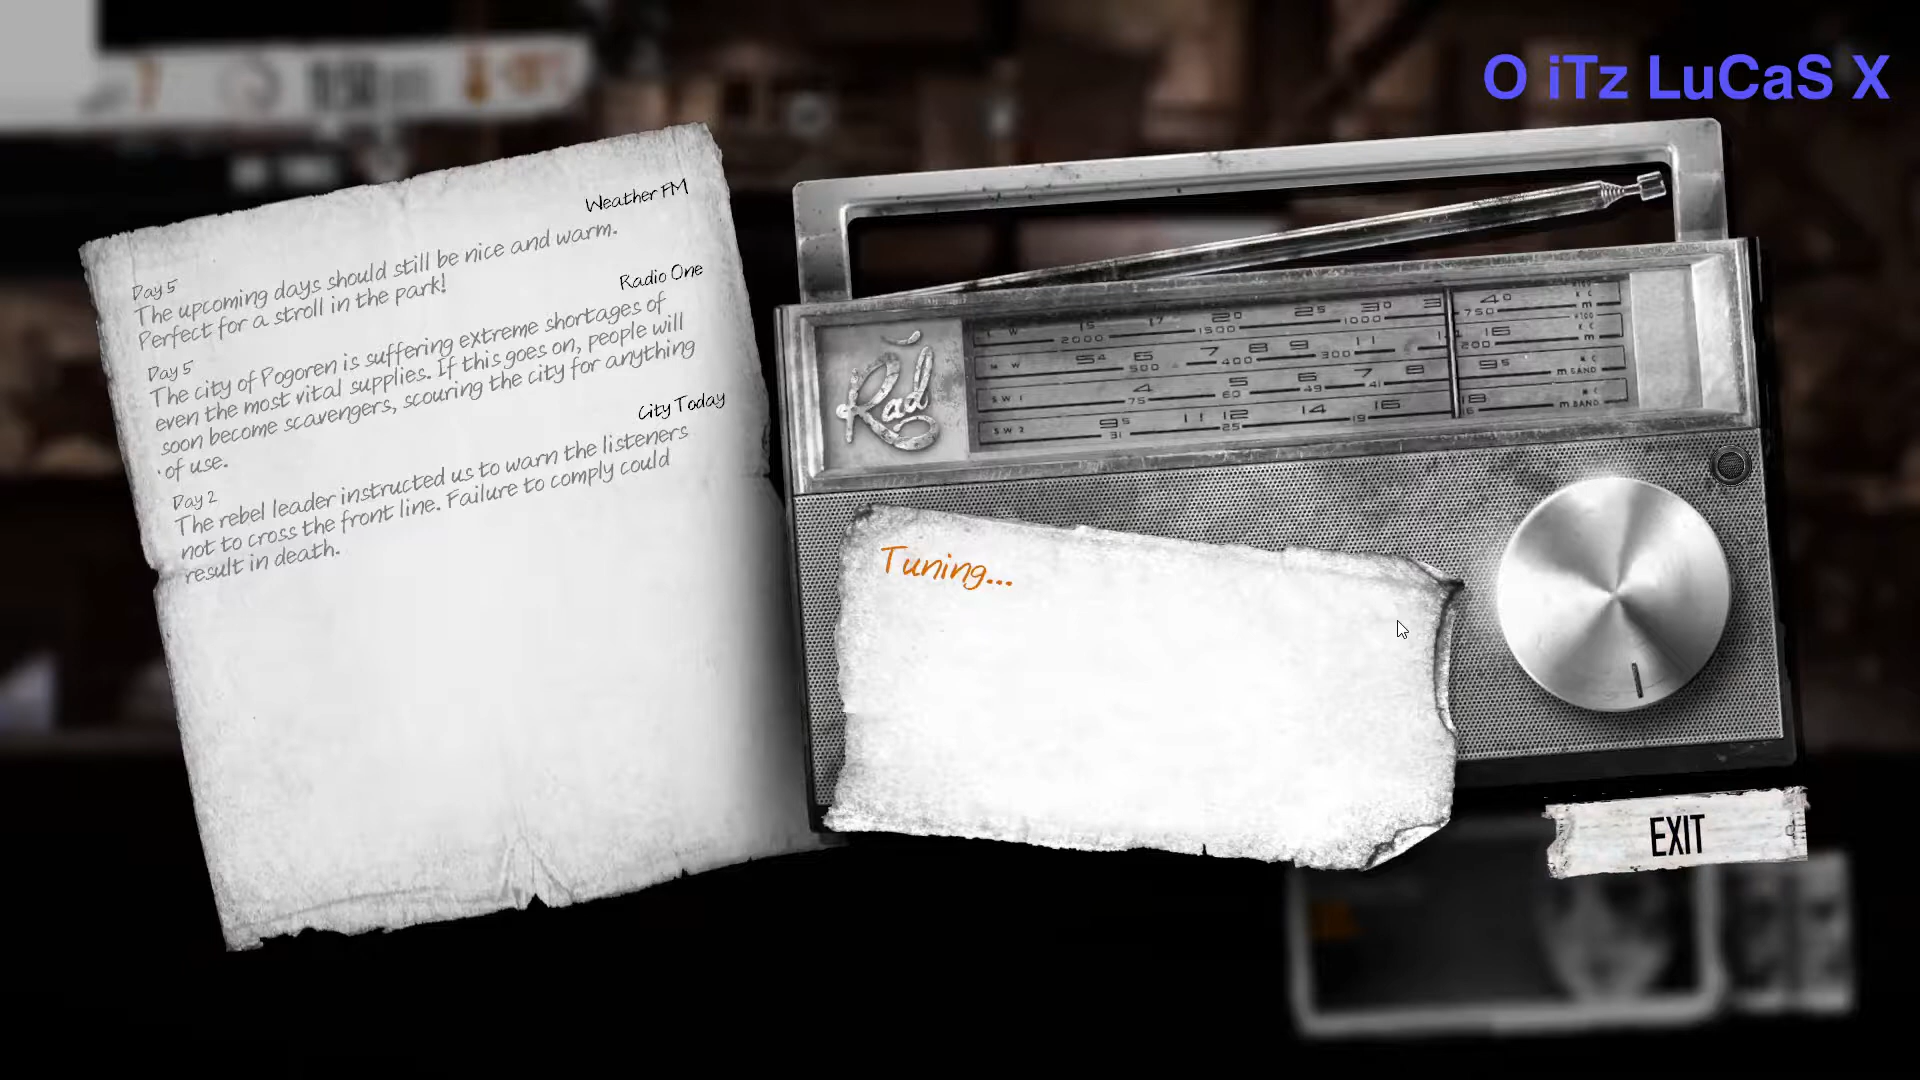 O iTz LuCaS X
Weather FM
Day 5
The upcoming days should still be nice and warm.
Perfect for a stroll in the park!
Radio One
Day 5
The city of Pogoren is suffering extreme shortages of
even the most vital supplies. If this goes on, people will
soon become scavengers, scouring the city for anything
of use.
City Today
Day 2
The rebel leader instructed us to warn the listeners
not to cross the front line. Failure to comply could
result in death.
Rad
Tuning...
EXIT